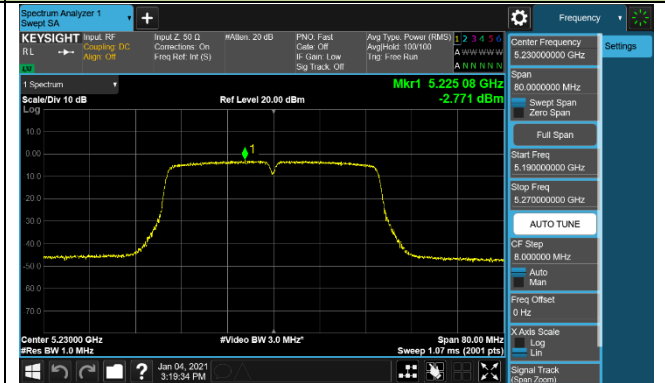 Spectrum Analyzer 1
Swept SA
+
Frequency
KEYSIGHT Input: RF
RL
Coupling: DC
Align: Off
Input Z: 50 Ω
Corrections: On
Freq Ref: Int (S)
#Atten: 20 dB
PNO: Fast
Gate: Off
IF Gain: Low
Sig Track: Off
Avg Type: Power (RMS)
Avg|Hold: 100/100
Trig: Free Run
1 2 3 4 5 6
A W W W W W
A N N N N N
1 Spectrum
Scale/Div 10 dB
Ref Level 20.00 dBm
Mkr1 5.225 08 GHz
-2.771 dBm
Log
10.0
0.00
-10.0
-20.0
-30.0
-40.0
-50.0
-60.0
-70.0
1
Center 5.23000 GHz
#Video BW 3.0 MHz*
Span 80.00 MHz
#Res BW 1.0 MHz
Sweep 1.07 ms (2001 pts)
Jan 04, 2021
3:19:34 PM
Center Frequency
5.230000000 GHz
Settings
Span
80.0000000 MHz
Swept Span
Zero Span
Full Span
Start Freq
5.190000000 GHz
Stop Freq
5.270000000 GHz
AUTO TUNE
CF Step
8.000000 MHz
Auto
Man
Freq Offset
0 Hz
X Axis Scale
Log
Lin
Signal Track
(Span Zoom)